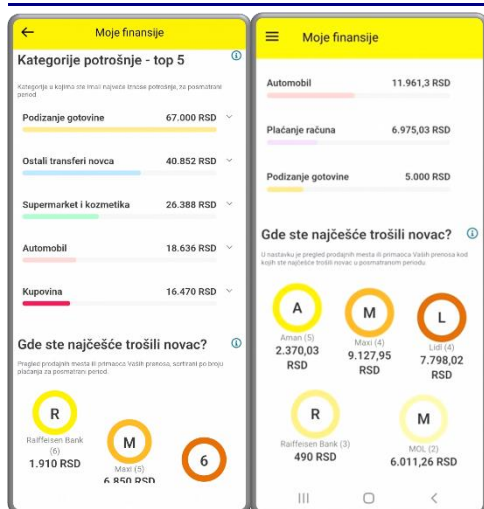 Moje finansije
Kategorije potrošnje - top 5
Kategorije u kojima ste imali najveće iznose potrošnje, za posmatrani
period
Podizanje gotovine 67.000 RSD
Ostali transferi novca 40.852 RSD
Supermarket i kozmetika 26.388 RSD
Automobil 18.636 RSD
Kupovina 16.470 RSD
Gde ste najčešće trošili novac?
Pregled prodajnih mesta ili primaoca Vaših prenosa, sortirani po broju
plaćanja za posmatrani period.
R
Raiffeisen Bank
(6)
1.910 RSD
M
Maxi (5)
6.850 RSD
6
Moje finansije
Automobil 11.961,3 RSD
Plaćanje računa 6.975,03 RSD
Podizanje gotovine 5.000 RSD
Gde ste najčešće trošili novac?
U nastavku je pregled prodajnih mesta ili primaoca Vaših prenosa kod
kojih ste najčešće trošili novac u posmatranom periodu.
A
Aman (5)
2.370,03
RSD
M
Maxi (4)
9.127,95
RSD
L
Lidl (4)
7.798,02
RSD
R
Raiffeisen Bank (3)
490 RSD
M
MOL (2)
6.011,26 RSD